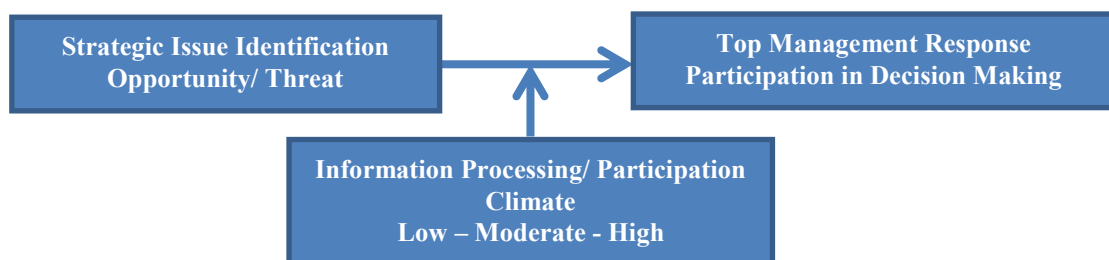 Strategic Issue Identification
Opportunity/ Threat
Top Management Response
Participation in Decision Making
Information Processing/ Participation
Climate
Low – Moderate - High